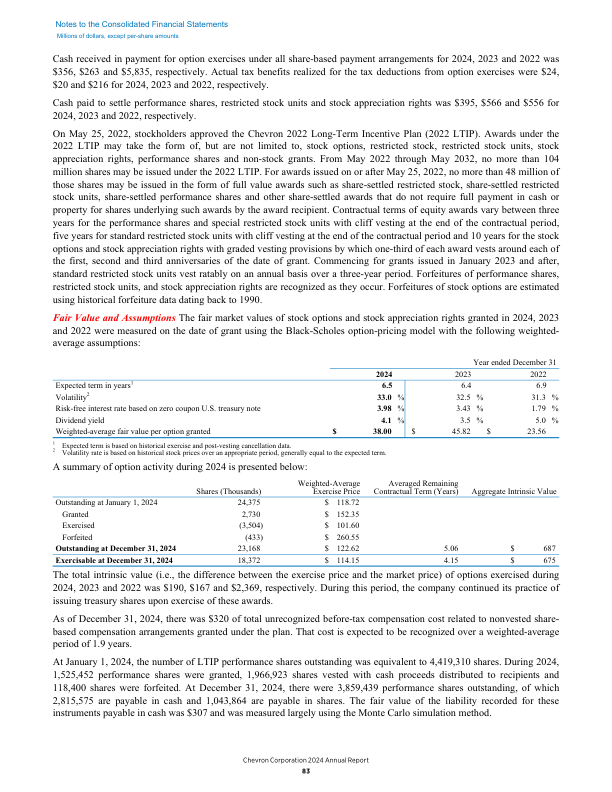 Notes to the Consolidated Financial Statements
Millions of dollars, except per-share amounts
Cash received in payment for option exercises under all share-based payment arrangements for 2024, 2023 and 2022 was
$356, $263 and $5,835, respectively. Actual tax benefits realized for the tax deductions from option exercises were $24,
$20 and $216 for 2024, 2023 and 2022, respectively.
Cash paid to settle performance shares, restricted stock units and stock appreciation rights was $395, $566 and $556 for
2024, 2023 and 2022, respectively.
On May 25, 2022, stockholders approved the Chevron 2022 Long-Term Incentive Plan (2022 LTIP). Awards under the
2022 LTIP may take the form of, but are not limited to, stock options, restricted stock, restricted stock units, stock
appreciation rights, performance shares and non-stock grants. From May 2022 through May 2032, no more than 104
million shares may be issued under the 2022 LTIP. For awards issued on or after May 25, 2022, no more than 48 million of
those shares may be issued in the form of full value awards such as share-settled restricted stock, share-settled restricted
stock units, share-settled performance shares and other share-settled awards that do not require full payment in cash or
property for shares underlying such awards by the award recipient. Contractual terms of equity awards vary between three
years for the performance shares and special restricted stock units with cliff vesting at the end of the contractual period,
five years for standard restricted stock units with cliff vesting at the end of the contractual period and 10 years for the stock
options and stock appreciation rights with graded vesting provisions by which one-third of each award vests around each of
the first, second and third anniversaries of the date of grant. Commencing for grants issued in January 2023 and after,
standard restricted stock units vest ratably on an annual basis over a three-year period. Forfeitures of performance shares,
restricted stock units, and stock appreciation rights are recognized as they occur. Forfeitures of stock options are estimated
using historical forfeiture data dating back to 1990.
Fair Value and Assumptions The fair market values of stock options and stock appreciation rights granted in 2024, 2023
and 2022 were measured on the date of grant using the Black-Scholes option-pricing model with the following weighted-
average assumptions:
Year ended December 31
2024 2023 2022
Expected term in years1 6.5 6.4 6.9
Volatility2 33.0 % 32.5 % 31.3 %
Risk-free interest rate based on zero coupon U.S. treasury note 3.98 % 3.43 % 1.79 %
Dividend yield 4.1 % 3.5 % 5.0 %
Weighted-average fair value per option granted $ 38.00 $ 45.82 $ 23.56
1 Expected term is based on historical exercise and post-vesting cancellation data.
2 Volatility rate is based on historical stock prices over an appropriate period, generally equal to the expected term.
A summary of option activity during 2024 is presented below:
Shares (Thousands) Weighted-Average Exercise Price Averaged Remaining Contractual Term (Years) Aggregate Intrinsic Value
Outstanding at January 1, 2024 24,375 $ 118.72
Granted 2,730 $ 152.35
Exercised (3,504) $ 101.60
Forfeited (433) $ 260.55
Outstanding at December 31, 2024 23,168 $ 122.62 5.06 $ 687
Exercisable at December 31, 2024 18,372 $ 114.15 4.15 $ 675
The total intrinsic value (i.e., the difference between the exercise price and the market price) of options exercised during
2024, 2023 and 2022 was $190, $167 and $2,369, respectively. During this period, the company continued its practice of
issuing treasury shares upon exercise of these awards.
As of December 31, 2024, there was $320 of total unrecognized before-tax compensation cost related to nonvested share-
based compensation arrangements granted under the plan. That cost is expected to be recognized over a weighted-average
period of 1.9 years.
At January 1, 2024, the number of LTIP performance shares outstanding was equivalent to 4,419,310 shares. During 2024,
1,525,452 performance shares were granted, 1,966,923 shares vested with cash proceeds distributed to recipients and
118,400 shares were forfeited. At December 31, 2024, there were 3,859,439 performance shares outstanding, of which
2,815,575 are payable in cash and 1,043,864 are payable in shares. The fair value of the liability recorded for these
instruments payable in cash was $307 and was measured largely using the Monte Carlo simulation method.
Chevron Corporation 2024 Annual Report
83